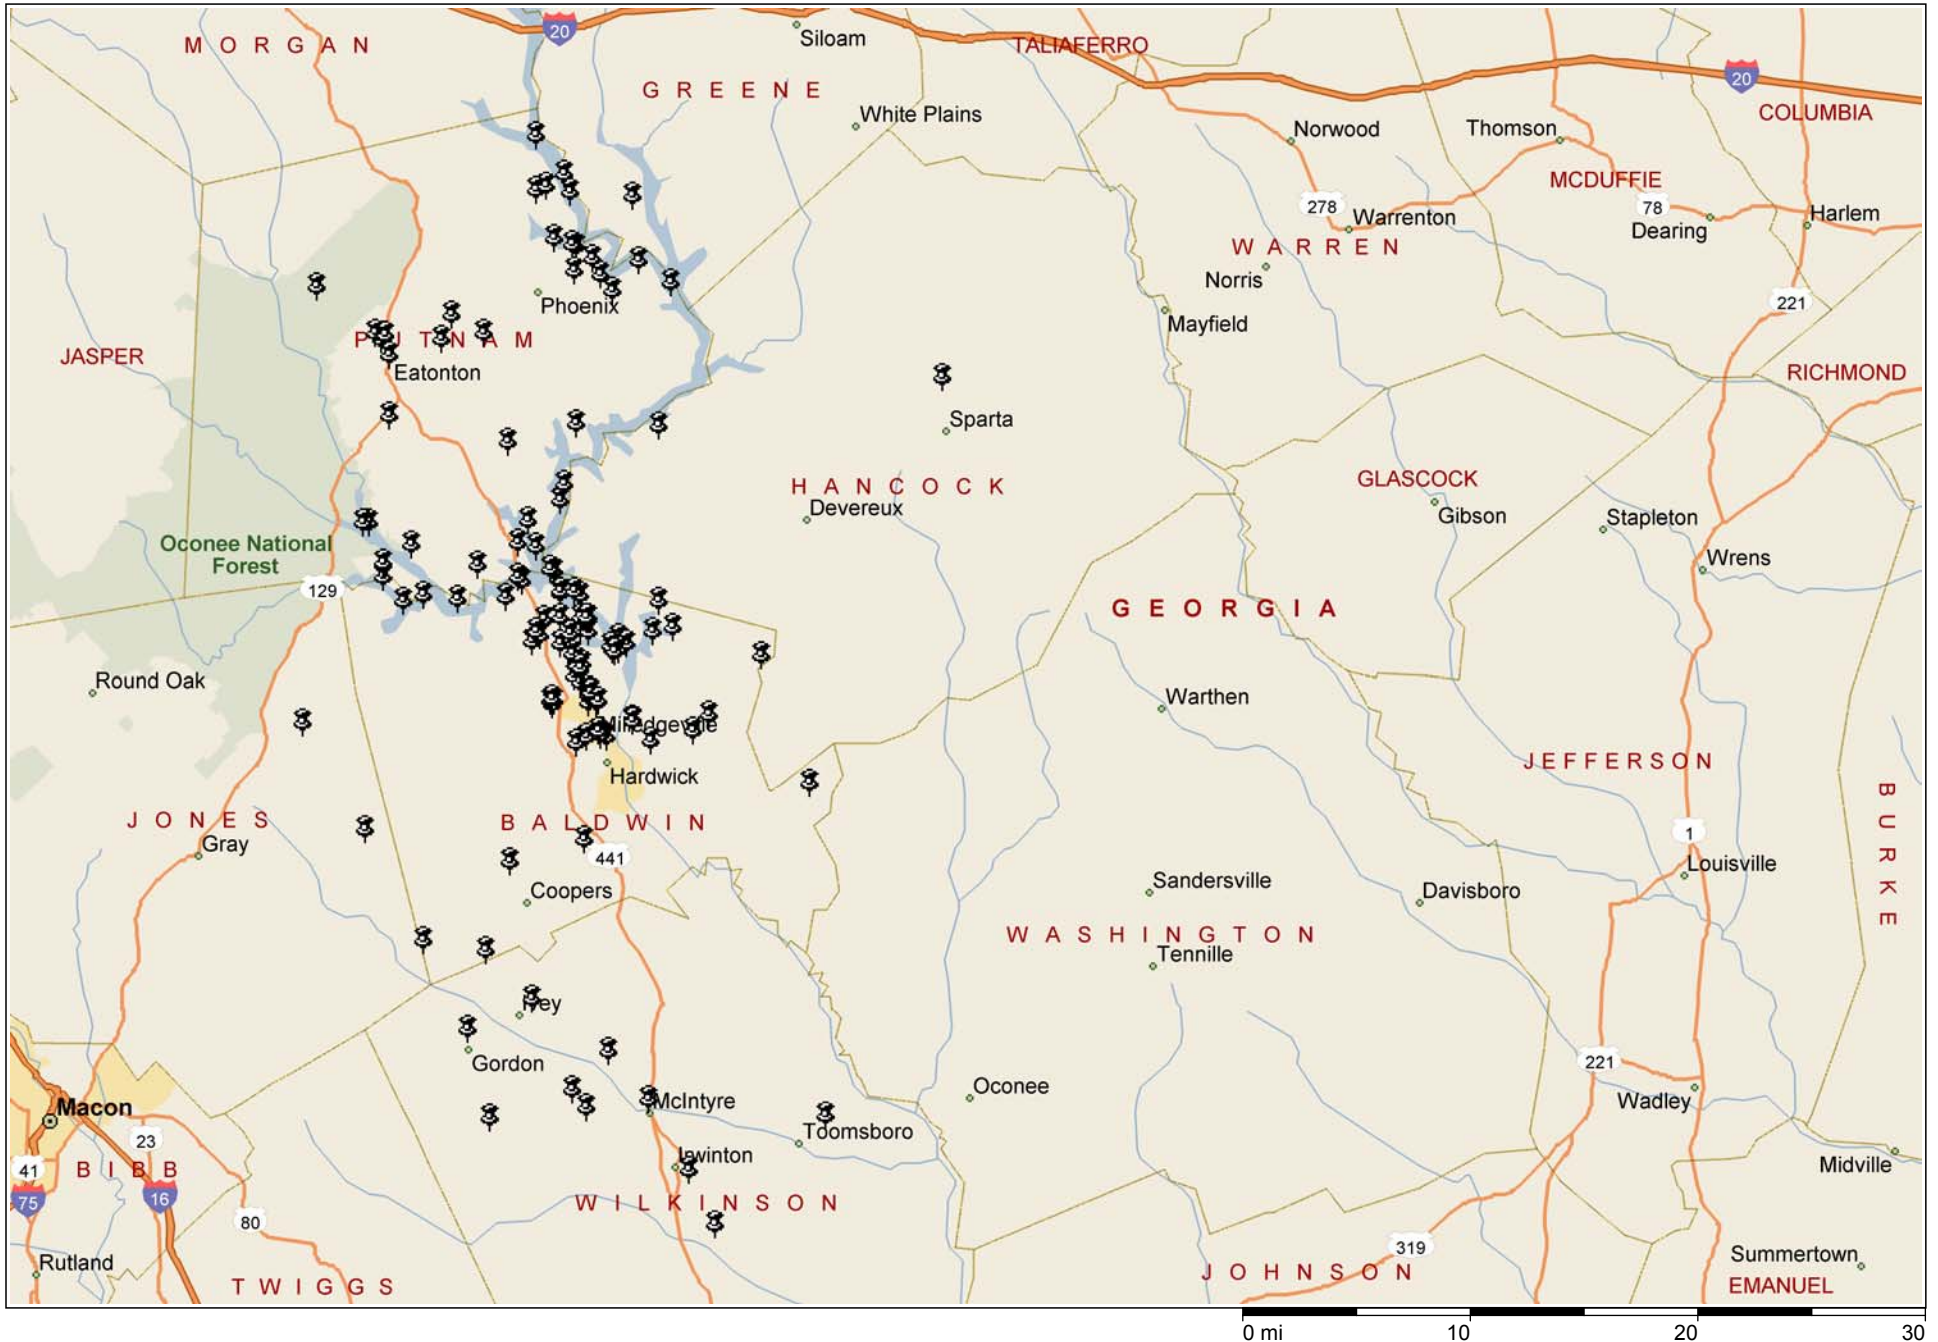 20
Siloam
MORGAN
TALIAFERRO
20
GREENE
COLUMBIA
White Plains
Norwood
Thomson
MCDUFFIE
278
78
Warrenton
Harlem
Dearing
WARREN
Norris
221
Phoenix
Mayfield
PUTNAM
JASPER
Eatonton
RICHMOND
Sparta
GLASCOCK
HANCOCK
Devereux
Gibson
Stapleton
Oconee National
Forest
Wrens
129
GEORGIA
Round Oak
Warthen
Milledgeville
JEFFERSON
Hardwick
BURKE
JONES
BALDWIN
Gray
441
1
Louisville
Coopers
Sandersville
Davisboro
WASHINGTON
Tennille
Ivey
Gordon
221
Oconee
Macon
McIntyre
Wadley
23
Toomsboro
Irwinton
41
BIBB
Midville
75
16
WILKINSON
80
319
Summertown
Rutland
JOHNSON
TWIGGS
EMANUEL
0 mi 10 20 30